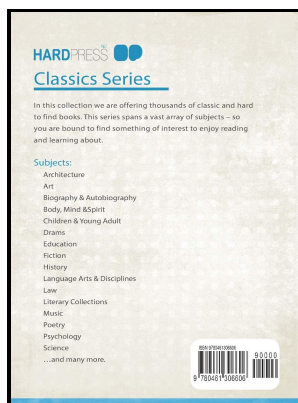 HARDPRESS
Classics Series
In this collection we are offering thousands of classic and hard
to find books. This series spans a vast array of subjects – so
you are bound to find something of interest to enjoy reading
and learning about.
Subjects:
Architecture
Art
Biography & Autobiography
Body, Mind &Spirit
Children & Young Adult
Drams
Education
Fiction
History
Language Arts & Disciplines
Law
Literary Collections
Music
Poetry
Psychology
Science
…and many more.
ISBN 9780461306606
90000
9 780461 306606